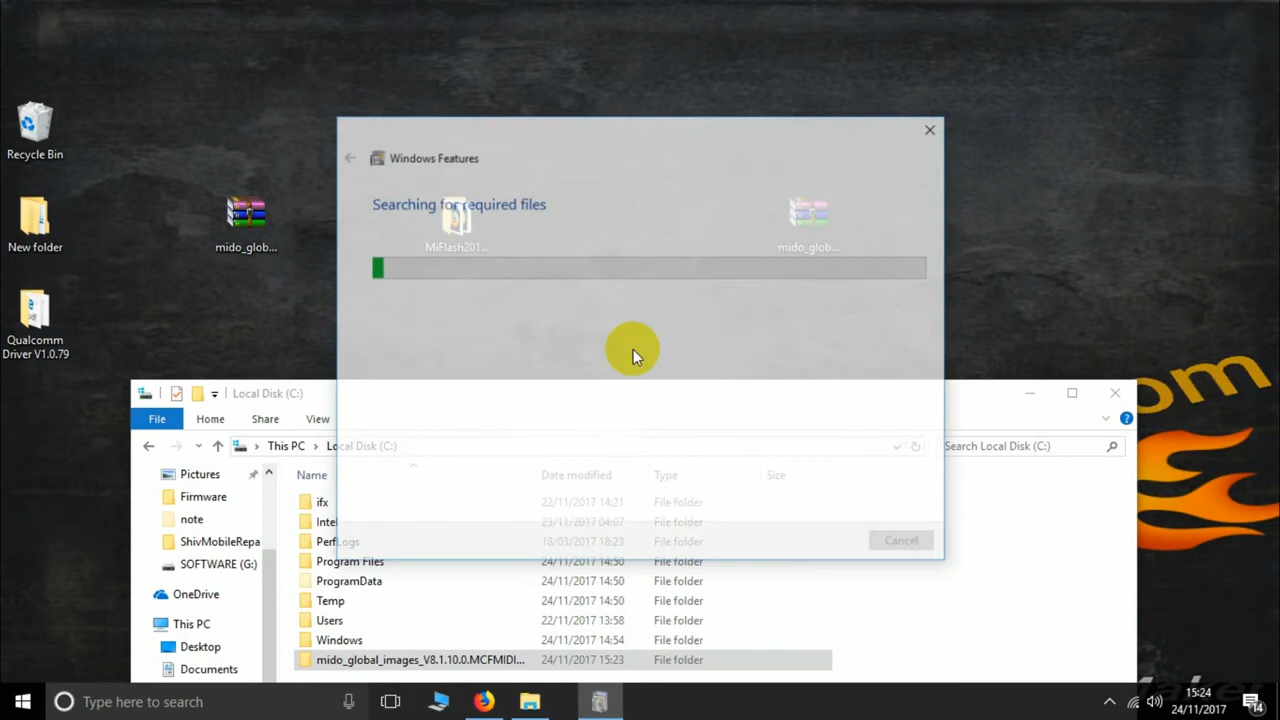 Recycle Bin
New folder
Qualcomm
Driver V1.0.79
mido_glob...
MiFlash201...
mido_glob...
Windows Features
Searching for required files
Cancel
Local Disk (C:)
File
Home
Share
View
This PC
Local Disk (C:)
Search Local Disk (C:)
Name
Date modified
Type
Size
Pictures
Firmware
note
ShivMobileRepa
SOFTWARE (G:)
OneDrive
This PC
Desktop
Documents
ifx 22/11/2017 14:21 File folder
Intel 23/11/2017 04:07 File folder
PerfLogs 18/03/2017 18:23 File folder
Program Files 24/11/2017 14:50 File folder
ProgramData 24/11/2017 14:50 File folder
Temp 24/11/2017 14:50 File folder
Users 22/11/2017 13:58 File folder
Windows 24/11/2017 14:54 File folder
mido_global_images_V8.1.10.0.MCFMIDI... 24/11/2017 15:23 File folder
om
Type here to search
15:24
24/11/2017
14